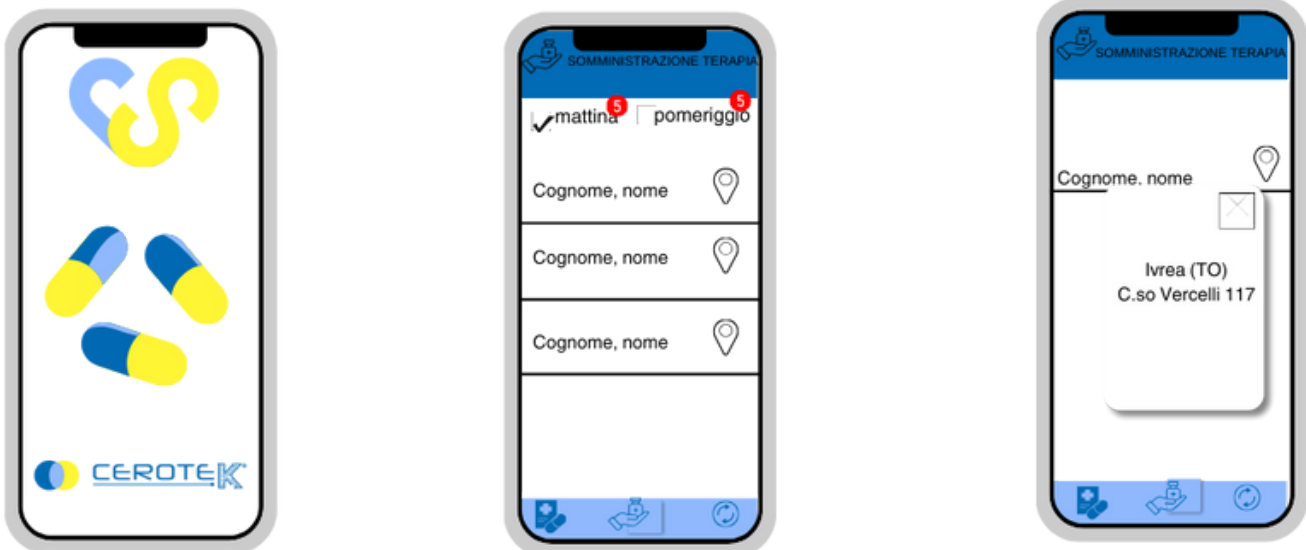 CEROTEK
SOMMINISTRAZIONE TERAPIA
mattina 5 pomeriggio 5
Cognome, nome
Cognome, nome
Cognome, nome
SOMMINISTRAZIONE TERAPIA
Cognome. nome
Ivrea (TO)
C.so Vercelli 117